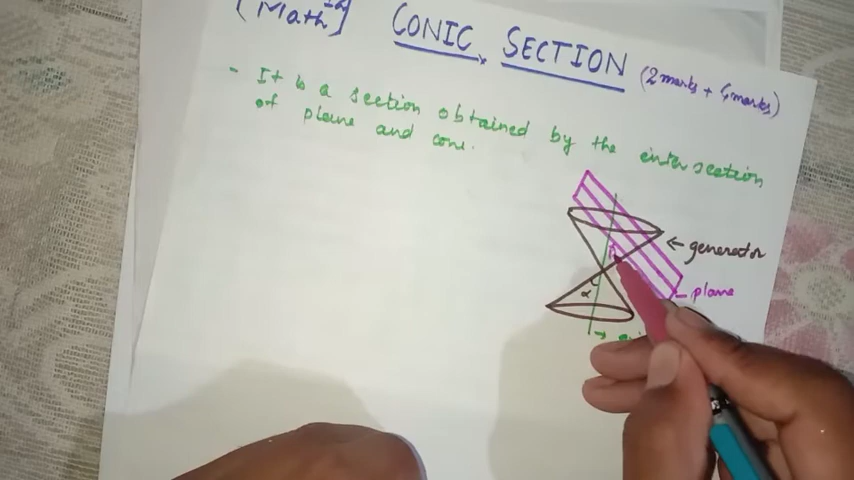 (Math]
CONIC SECTION (2 marks + 4 marks)
- It is a section obtained by the intersection
of plane and cone.
← generator
plane
α
→